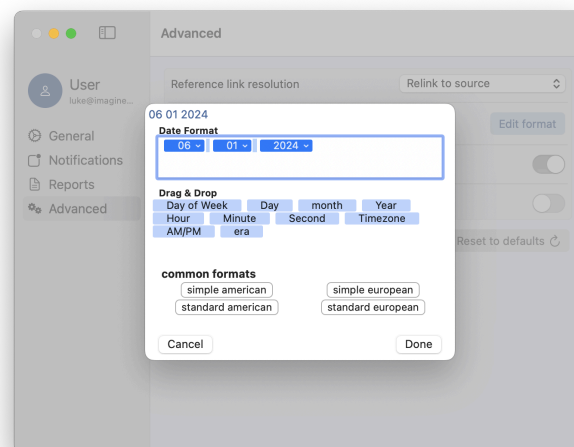 Advanced
User
luke@imagine...
General
Notifications
Reports
Advanced
Reference link resolution
Relink to source
Edit format
Reset to defaults
06 01 2024
Date Format
06 01 2024
Drag & Drop
Day of Week Day month Year
Hour Minute Second Timezone
AM/PM era
common formats
simple american simple european
standard american standard european
Cancel Done